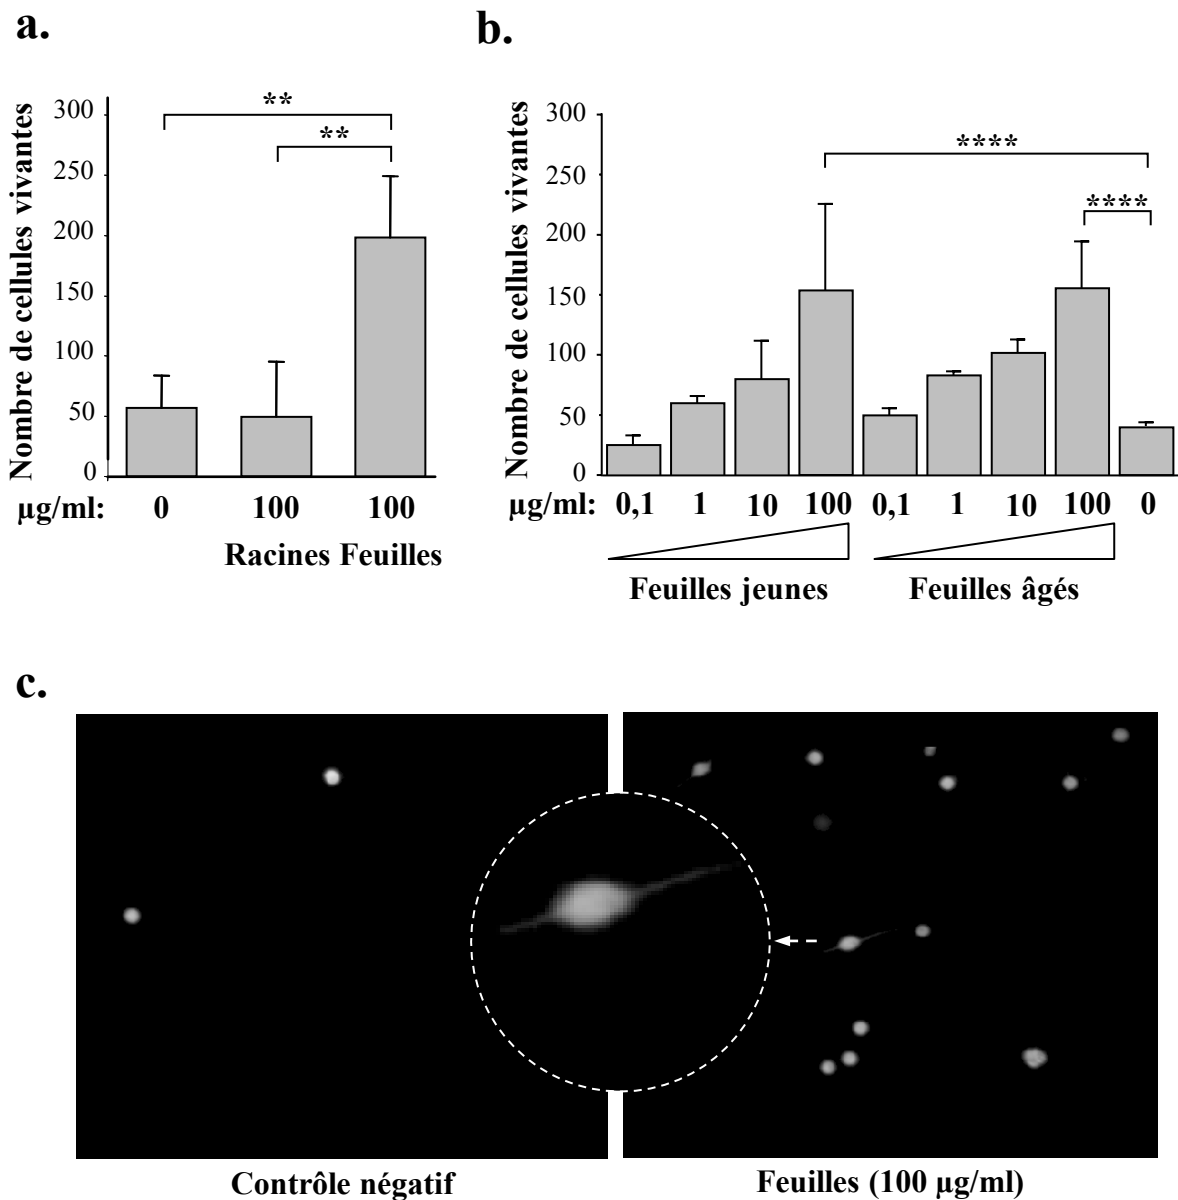 a.
Nombre de cellules vivantes
300
250
200
150
100
50
0
**
**
µg/ml: 0 100 100
Racines Feuilles
b.
Nombre de cellules vivantes
300
250
200
150
100
50
0
****
****
µg/ml: 0,1 1 10 100 0,1 1 10 100 0
Feuilles jeunes Feuilles âgés
c.
Contrôle négatif Feuilles (100 µg/ml)